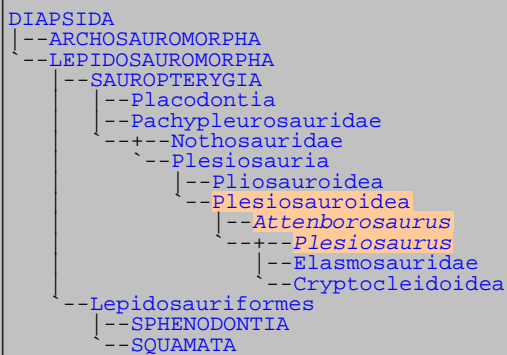 DIAPSIDA
|--ARCHOSAUROMORPHA
`--LEPIDOSAUROMORPHA
   |--SAUROPTERYGIA
   |  |--Placodontia
   |  |--Pachypleurosauridae
   |  `--+--Nothosauridae
   |     `--Plesiosauria
   |        |--Pliosauroidea
   |        `--Plesiosauroidea
   |           |--Attenborosaurus
   |           `--+--Plesiosaurus
   |              |--Elasmosauridae
   |              `--Cryptocleidoidea
   `--Lepidosauriformes
      |--SPHENODONTIA
      `--SQUAMATA